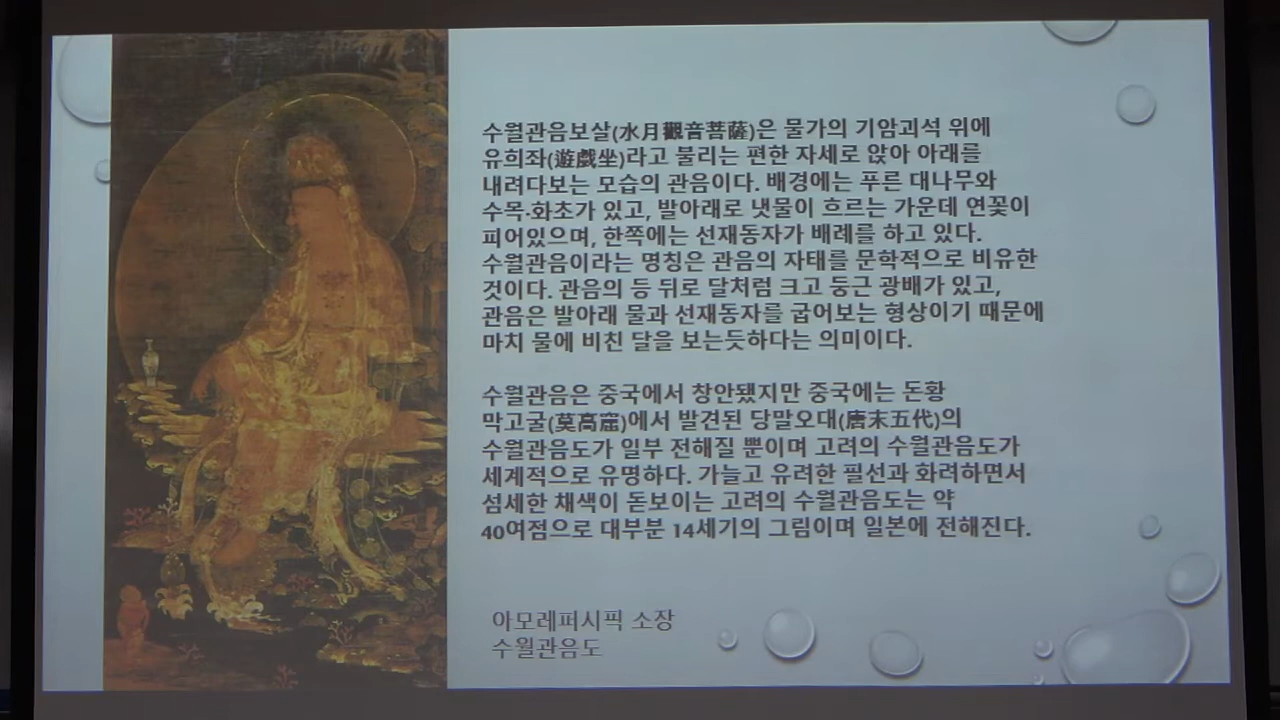 수월관음보살(水月觀音菩薩)은 물가의 기암괴석 위에
유희좌(遊戱坐)라고 불리는 편한 자세로 앉아 아래를
내려다보는 모습의 관음이다. 배경에는 푸른 대나무와
수목·화초가 있고, 발아래로 냇물이 흐르는 가운데 연꽃이
피어있으며, 한쪽에는 선재동자가 배례를 하고 있다.
수월관음이라는 명칭은 관음의 자태를 문학적으로 비유한
것이다. 관음의 등 뒤로 달처럼 크고 둥근 광배가 있고,
관음은 발아래 물과 선재동자를 굽어보는 형상이기 때문에
마치 물에 비친 달을 보는듯하다는 의미이다.
수월관음은 중국에서 창안됐지만 중국에는 돈황
막고굴(莫高窟)에서 발견된 당말오대(唐末五代)의
수월관음도가 일부 전해질 뿐이며 고려의 수월관음도가
세계적으로 유명하다. 가늘고 유려한 필선과 화려하면서
섬세한 채색이 돋보이는 고려의 수월관음도는 약
40여점으로 대부분 14세기의 그림이며 일본에 전해진다.
아모레퍼시픽 소장
수월관음도